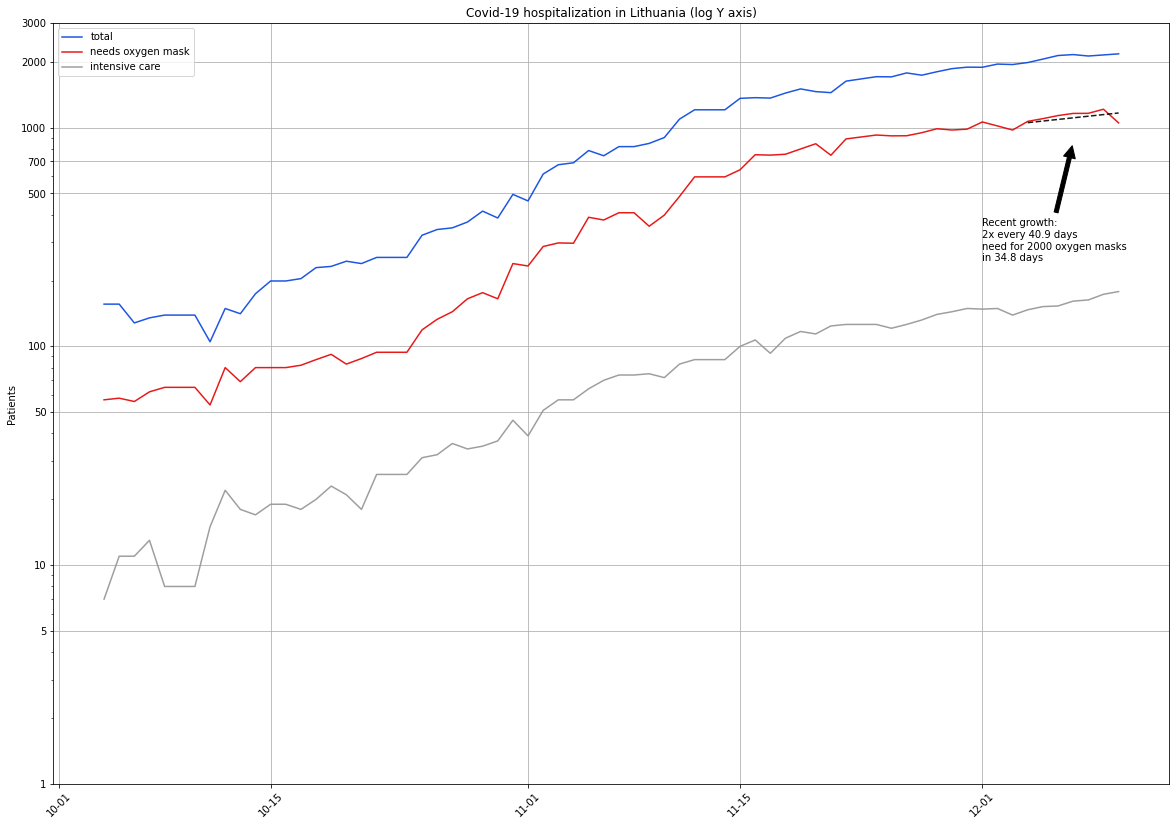 Covid-19 hospitalization in Lithuania (log Y axis)
total
needs oxygen mask
intensive care
3000
2000
1000
700
500
100
50
10
5
1
Patients
Recent growth:
2x every 40.9 days
need for 2000 oxygen masks
in 34.8 days
10-01
10-15
11-01
11-15
12-01